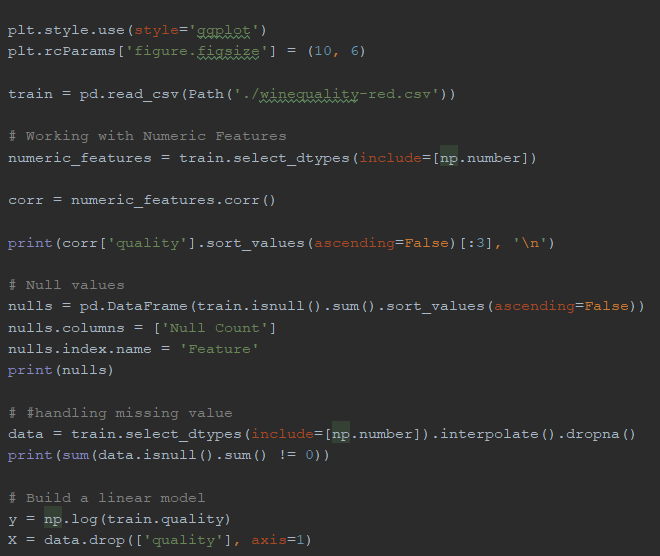 plt.style.use(style='ggplot')
plt.rcParams['figure.figsize'] = (10, 6)
train = pd.read_csv(Path('./winequality-red.csv'))
# Working with Numeric Features
numeric_features = train.select_dtypes(include=[np.number])
corr = numeric_features.corr()
print(corr['quality'].sort_values(ascending=False)[:3], '\n')
# Null values
nulls = pd.DataFrame(train.isnull().sum().sort_values(ascending=False))
nulls.columns = ['Null Count']
nulls.index.name = 'Feature'
print(nulls)
# #handling missing value
data = train.select_dtypes(include=[np.number]).interpolate().dropna()
print(sum(data.isnull().sum() != 0))
# Build a linear model
y = np.log(train.quality)
X = data.drop(['quality'], axis=1)